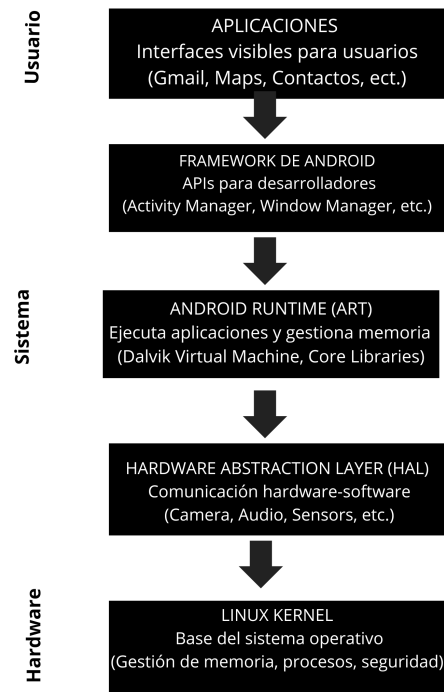 Usuario
APLICACIONES
Interfaces visibles para usuarios
(Gmail, Maps, Contactos, ect.)
FRAMEWORK DE ANDROID
APIs para desarrolladores
(Activity Manager, Window Manager, etc.)
Sistema
ANDROID RUNTIME (ART)
Ejecuta aplicaciones y gestiona memoria
(Dalvik Virtual Machine, Core Libraries)
HARDWARE ABSTRACTION LAYER (HAL)
Comunicación hardware-software
(Camera, Audio, Sensors, etc.)
Hardware
LINUX KERNEL
Base del sistema operativo
(Gestión de memoria, procesos, seguridad)